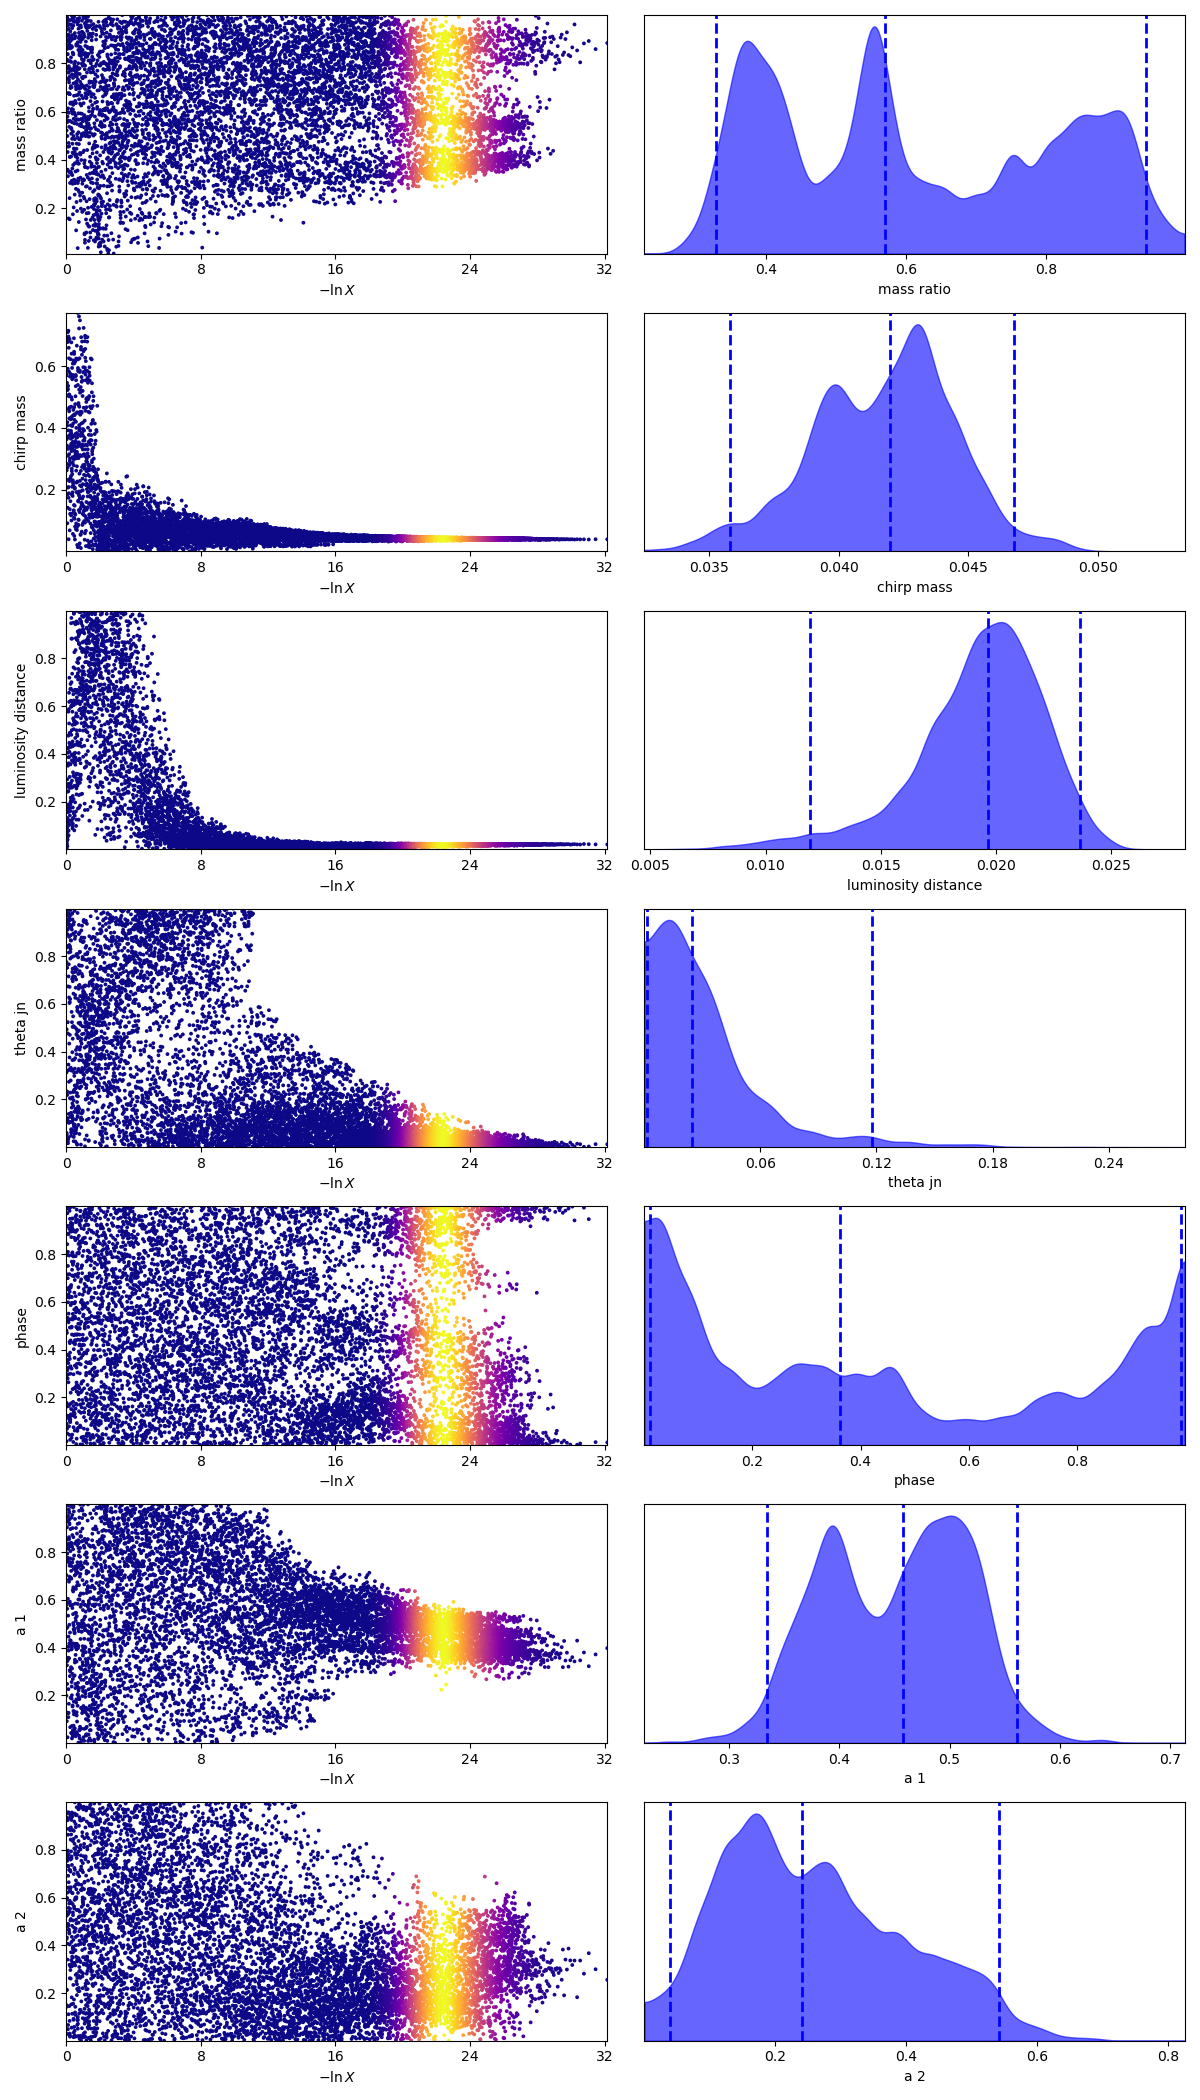 mass ratio
0.8
0.6
0.4
0.2
0 8 16 24 32
−ln X
0.4 0.6 0.8
mass ratio
chirp mass
0.6
0.4
0.2
0 8 16 24 32
−ln X
0.035 0.040 0.045 0.050
chirp mass
luminosity distance
0.8
0.6
0.4
0.2
0 8 16 24 32
−ln X
0.005 0.010 0.015 0.020 0.025
luminosity distance
theta jn
0.8
0.6
0.4
0.2
0 8 16 24 32
−ln X
0.06 0.12 0.18 0.24
theta jn
phase
0.8
0.6
0.4
0.2
0 8 16 24 32
−ln X
0.2 0.4 0.6 0.8
phase
a 1
0.8
0.6
0.4
0.2
0 8 16 24 32
−ln X
0.3 0.4 0.5 0.6 0.7
a 1
a 2
0.8
0.6
0.4
0.2
0 8 16 24 32
−ln X
0.2 0.4 0.6 0.8
a 2